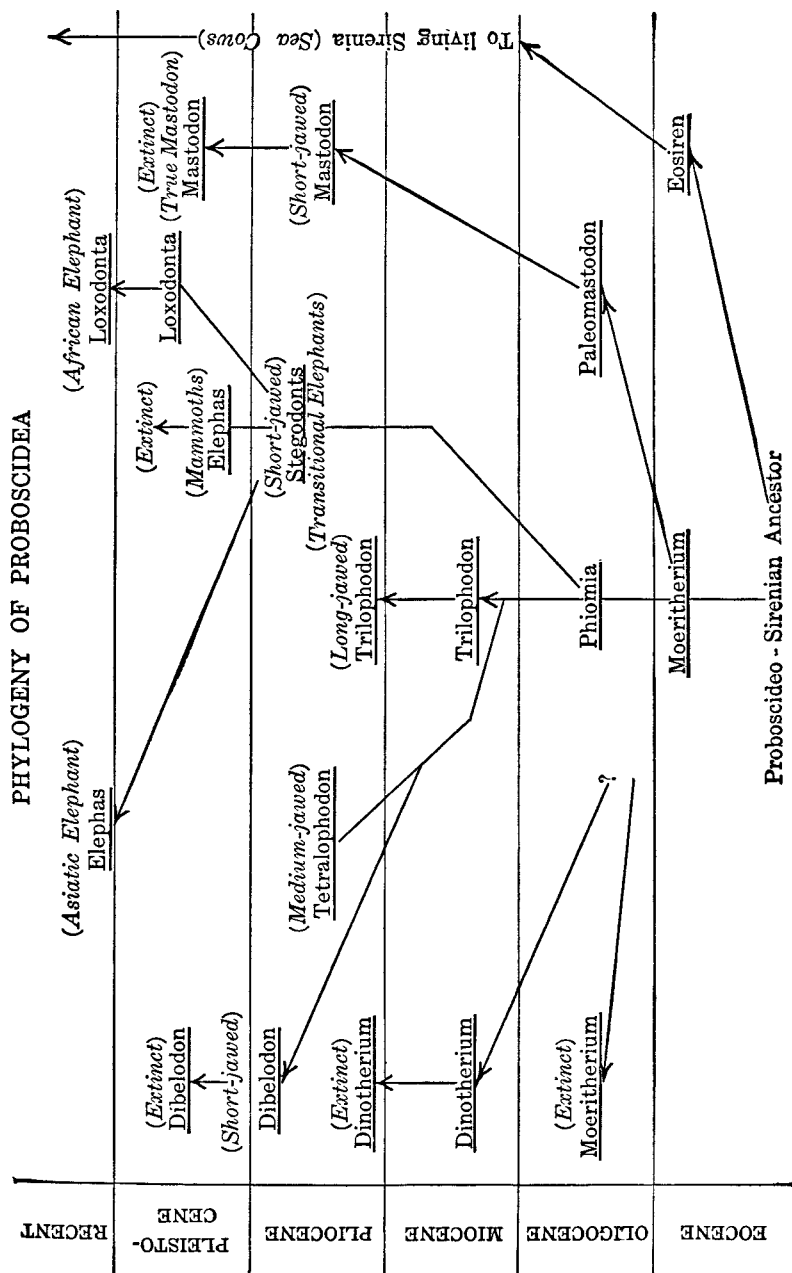 PHYLOGENY OF PROBOSCIDEA
RECENT
(Asiatic Elephant)
Elephas
(African Elephant)
Loxodonta
PLEISTO-
CENE
(Extinct)
Dibelodon
(Short-jawed)
(Extinct)
(Mammoths)
Elephas
Loxodonta
(Extinct)
(True Mastodon)
Mastodon
PLIOCENE
Dibelodon
(Extinct)
Dinotherium
(Medium-jawed)
Tetralophodon
(Long-jawed)
Trilophodon
(Short-jawed)
Stegodonts
(Transitional Elephants)
(Short-jawed)
Mastodon
To living Sirenia (Sea Cows)
MIOCENE
Dinotherium
Trilophodon
OLIGOCENE
(Extinct)
Moeritherium
?
Phiomia
Paleomastodon
EOCENE
Moeritherium
Eosiren
Proboscideo - Sirenian Ancestor